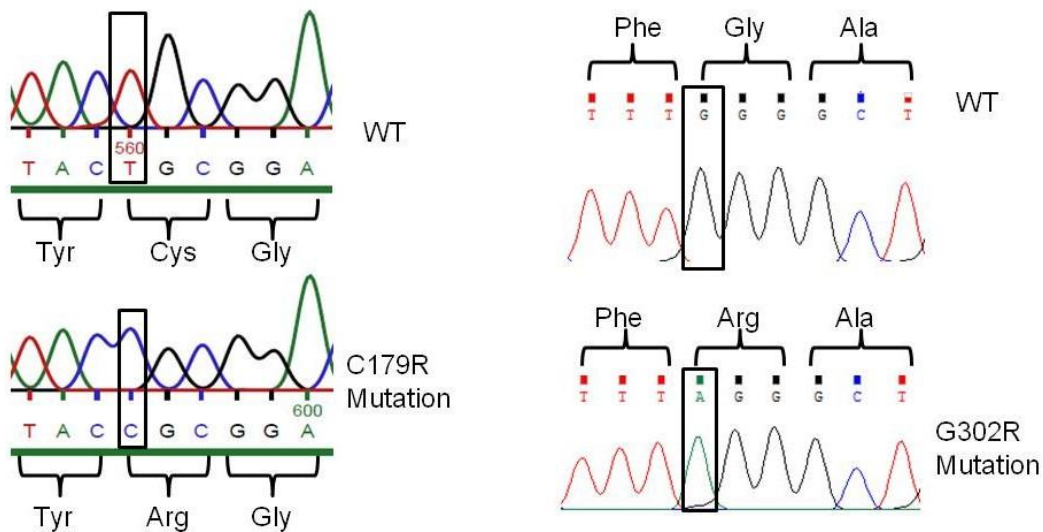 WT
560
T A C T G C G G A
Tyr Cys Gly
C179R
Mutation
600
T A C C G C G G A
Tyr Arg Gly
Phe Gly Ala
WT
T T T G G G G C T
Phe Arg Ala
T T T A G G G C T
G302R
Mutation